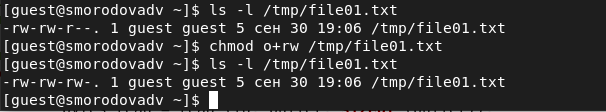 [guest@smorodovadv ~]$ ls -l /tmp/file01.txt
-rw-rw-r--. 1 guest guest 5 сен 30 19:06 /tmp/file01.txt
[guest@smorodovadv ~]$ chmod o+rw /tmp/file01.txt
[guest@smorodovadv ~]$ ls -l /tmp/file01.txt
-rw-rw-rw-. 1 guest guest 5 сен 30 19:06 /tmp/file01.txt
[guest@smorodovadv ~]$